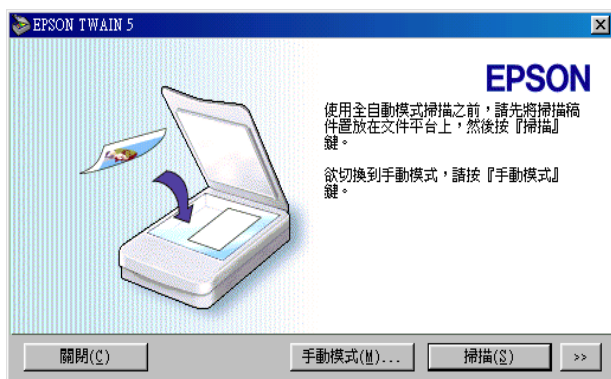 EPSON TWAIN 5
EPSON
使用全自動模式掃描之前，請先將掃描稿
件置放在文件平台上，然後按『掃描』
鍵。
欲切換到手動模式，請按『手動模式』
鍵。
關閉(C)
手動模式(M)...
掃描(S)
>>